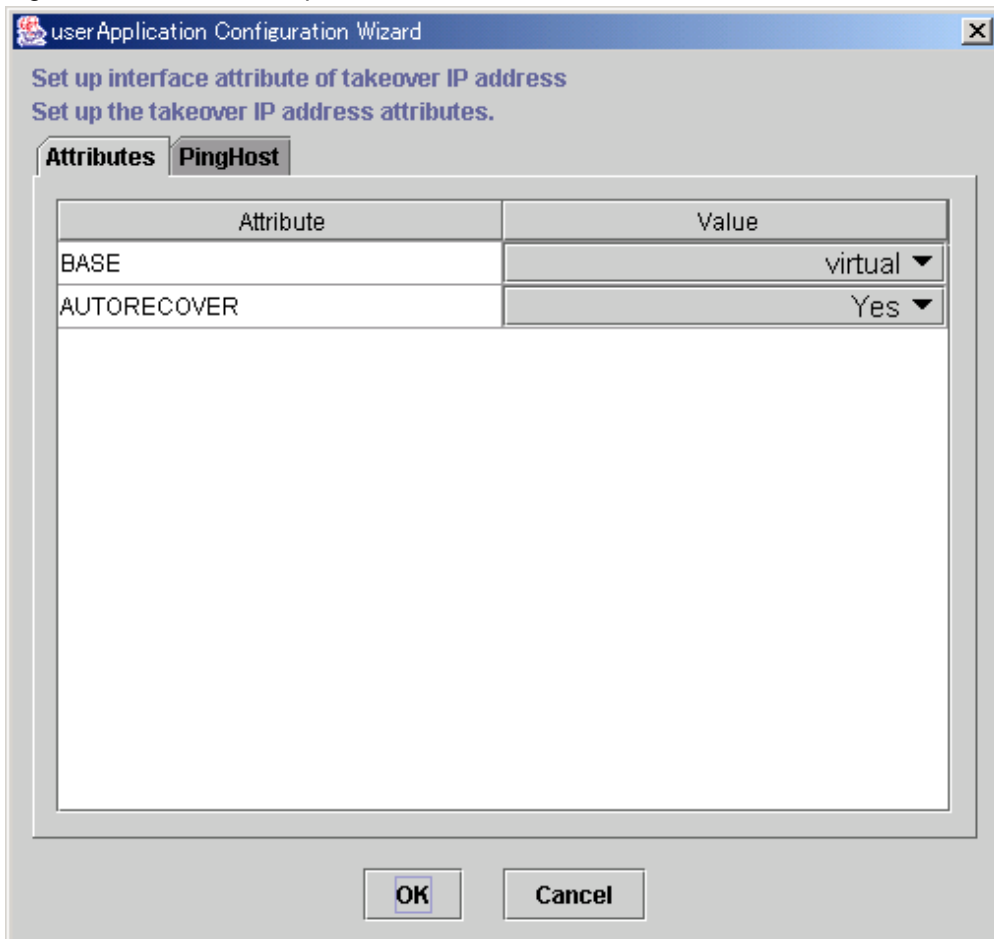 userApplication Configuration Wizard
Set up interface attribute of takeover IP address
Set up the takeover IP address attributes.
Attributes PingHost
Attribute Value
BASE virtual
AUTORECOVER Yes
OK Cancel